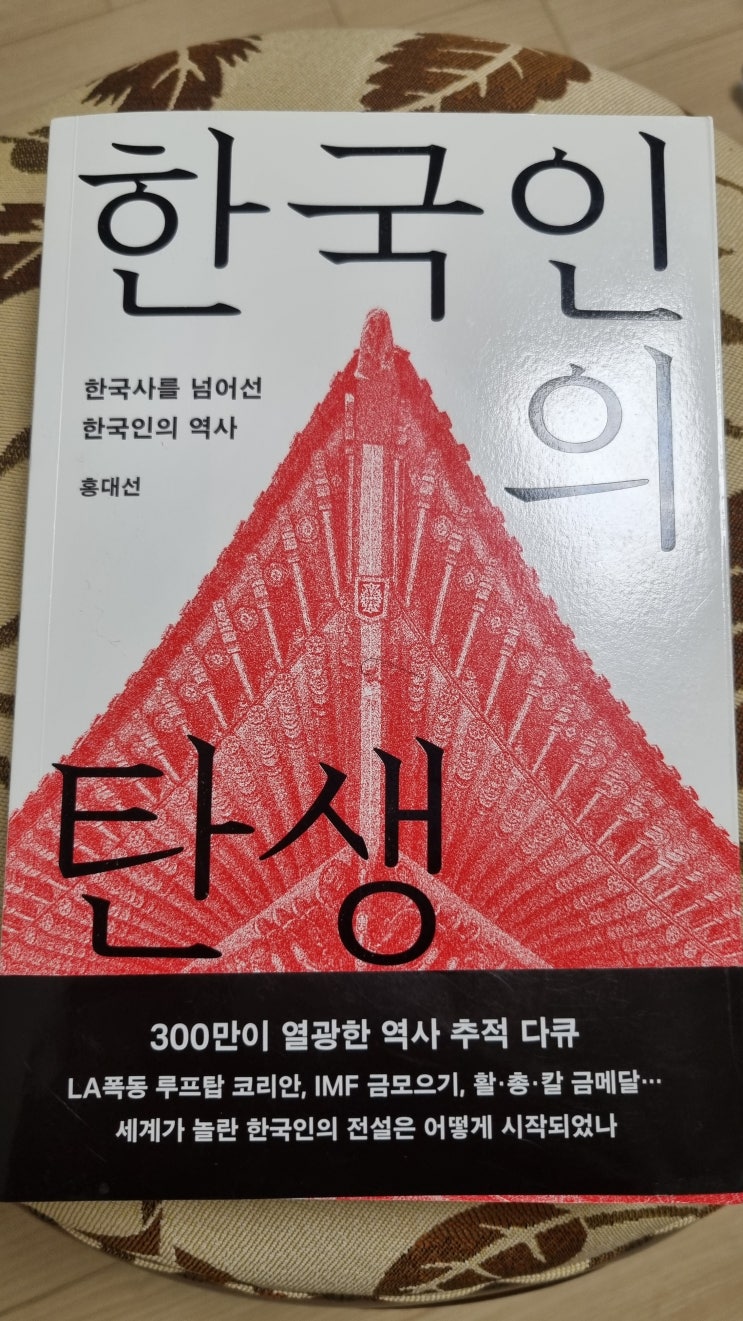 한국인
의
한국사를 넘어선
한국인의 역사
홍대선
탄생
300만이 열광한 역사 추적 다큐
LA폭동 루프탑 코리안, IMF 금모으기, 활·총·칼 금메달…
세계가 놀란 한국인의 전설은 어떻게 시작되었나